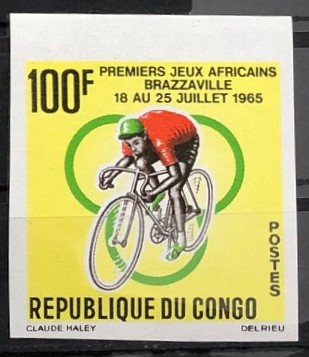 100F
PREMIERS JEUX AFRICAINS
BRAZZAVILLE
18 AU 25 JUILLET 1965
POSTES
REPUBLIQUE DU CONGO
CLAUDE HALEY DELRIEU